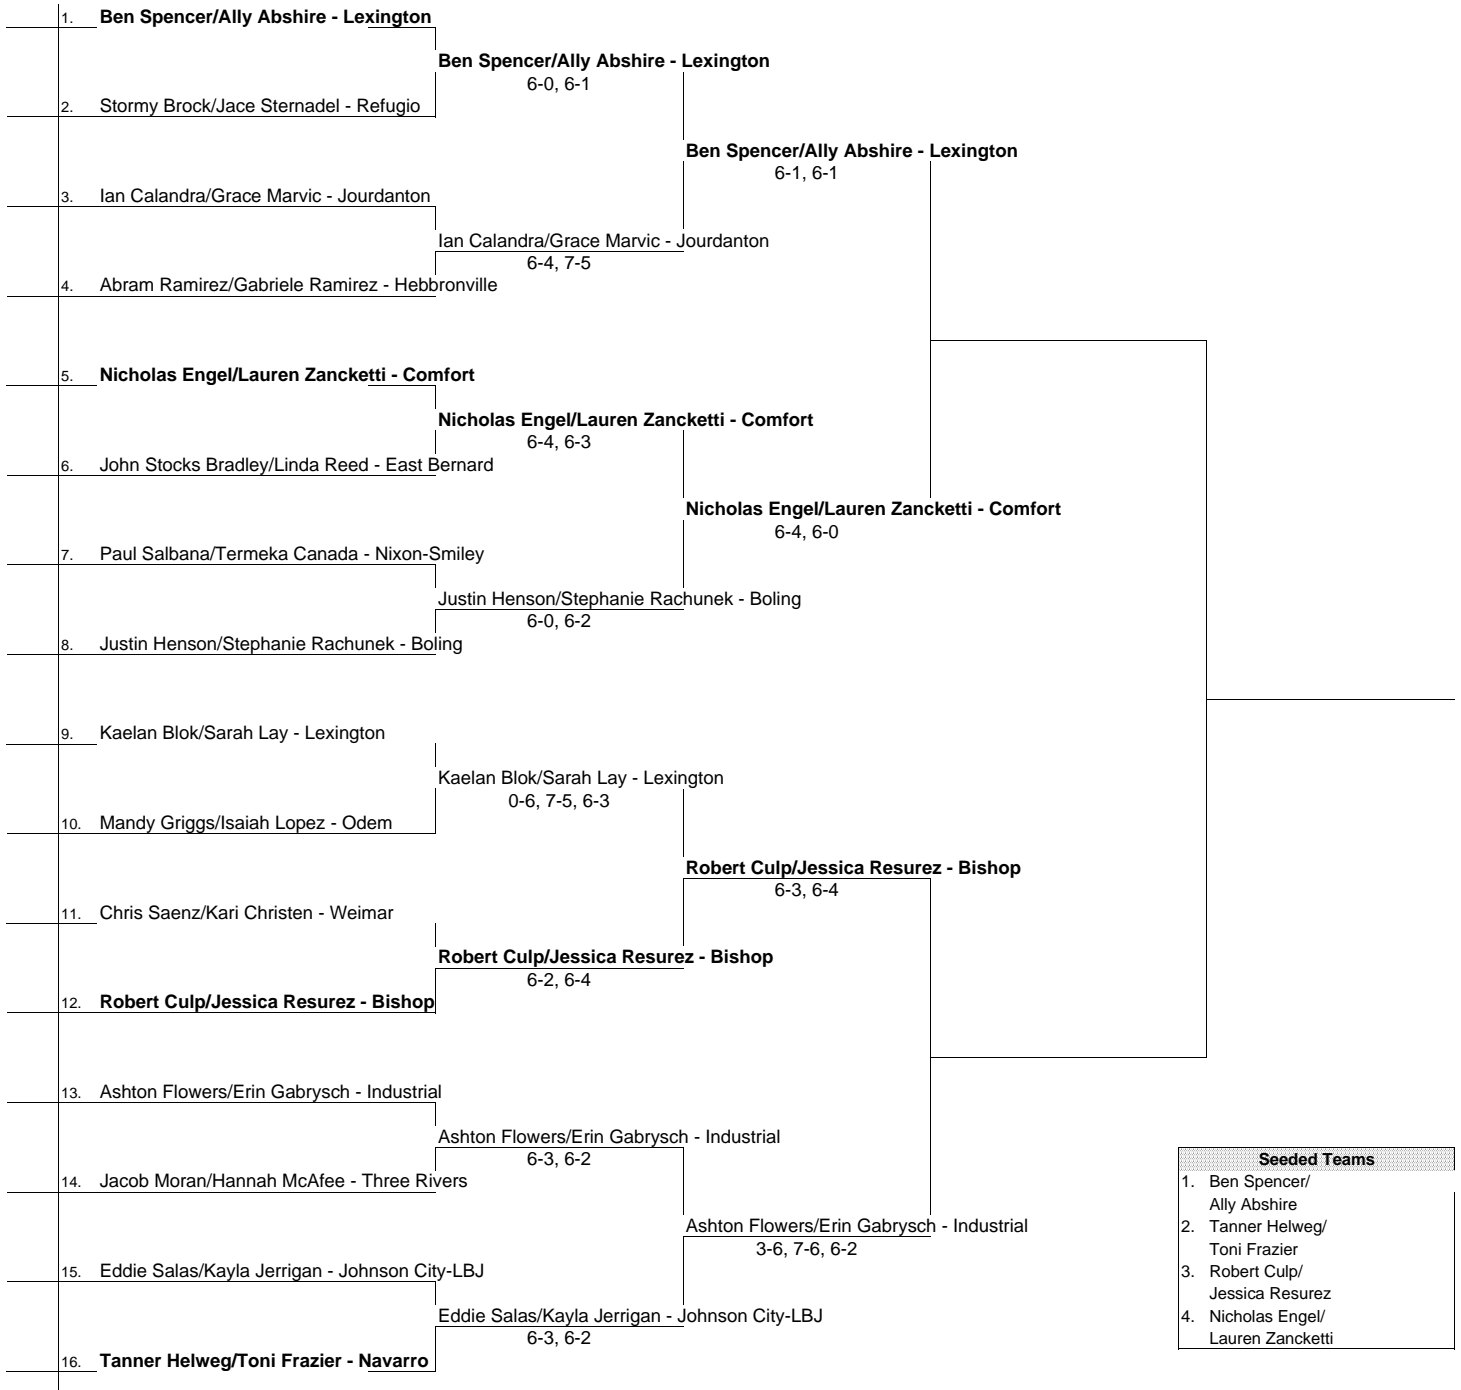 1. Ben Spencer/Ally Abshire - Lexington
Ben Spencer/Ally Abshire - Lexington
6-0, 6-1
2. Stormy Brock/Jace Sternadel - Refugio
Ben Spencer/Ally Abshire - Lexington
6-1, 6-1
3. Ian Calandra/Grace Marvic - Jourdanton
Ian Calandra/Grace Marvic - Jourdanton
6-4, 7-5
4. Abram Ramirez/Gabriele Ramirez - Hebbronville
5. Nicholas Engel/Lauren Zancketti - Comfort
Nicholas Engel/Lauren Zancketti - Comfort
6-4, 6-3
6. John Stocks Bradley/Linda Reed - East Bernard
Nicholas Engel/Lauren Zancketti - Comfort
6-4, 6-0
7. Paul Salbana/Termeka Canada - Nixon-Smiley
Justin Henson/Stephanie Rachunek - Boling
6-0, 6-2
8. Justin Henson/Stephanie Rachunek - Boling
9. Kaelan Blok/Sarah Lay - Lexington
Kaelan Blok/Sarah Lay - Lexington
0-6, 7-5, 6-3
10. Mandy Griggs/Isaiah Lopez - Odem
Robert Culp/Jessica Resurez - Bishop
6-3, 6-4
11. Chris Saenz/Kari Christen - Weimar
Robert Culp/Jessica Resurez - Bishop
6-2, 6-4
12. Robert Culp/Jessica Resurez - Bishop
13. Ashton Flowers/Erin Gabrysch - Industrial
Ashton Flowers/Erin Gabrysch - Industrial
6-3, 6-2
14. Jacob Moran/Hannah McAfee - Three Rivers
Ashton Flowers/Erin Gabrysch - Industrial
3-6, 7-6, 6-2
15. Eddie Salas/Kayla Jerrigan - Johnson City-LBJ
Eddie Salas/Kayla Jerrigan - Johnson City-LBJ
6-3, 6-2
16. Tanner Helweg/Toni Frazier - Navarro
Seeded Teams
1. Ben Spencer/
Ally Abshire
2. Tanner Helweg/
Toni Frazier
3. Robert Culp/
Jessica Resurez
4. Nicholas Engel/
Lauren Zancketti